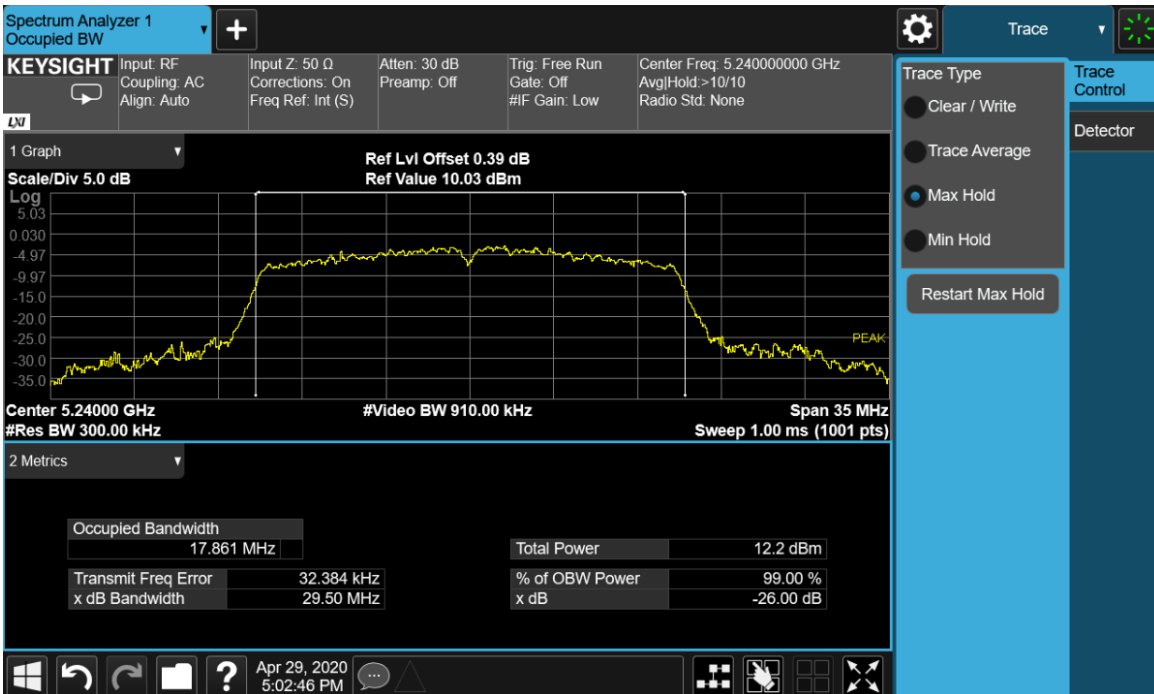 Spectrum Analyzer 1
Occupied BW
Trace
KEYSIGHT
LXI
Input: RF
Coupling: AC
Align: Auto
Input Z: 50 Ω
Corrections: On
Freq Ref: Int (S)
Atten: 30 dB
Preamp: Off
Trig: Free Run
Gate: Off
#IF Gain: Low
Center Freq: 5.240000000 GHz
Avg|Hold:>10/10
Radio Std: None
Trace Type
Clear / Write
Trace Average
Max Hold
Min Hold
Restart Max Hold
Trace
Control
Detector
1 Graph
Scale/Div 5.0 dB
Ref Lvl Offset 0.39 dB
Ref Value 10.03 dBm
Log
5.03
0.030
-4.97
-9.97
-15.0
-20.0
-25.0
-30.0
-35.0
PEAK
Center 5.24000 GHz
#Video BW 910.00 kHz
Span 35 MHz
#Res BW 300.00 kHz
Sweep 1.00 ms (1001 pts)
2 Metrics
Occupied Bandwidth
17.861 MHz
Total Power 12.2 dBm
Transmit Freq Error 32.384 kHz
% of OBW Power 99.00 %
x dB Bandwidth 29.50 MHz
x dB -26.00 dB
?
Apr 29, 2020
5:02:46 PM